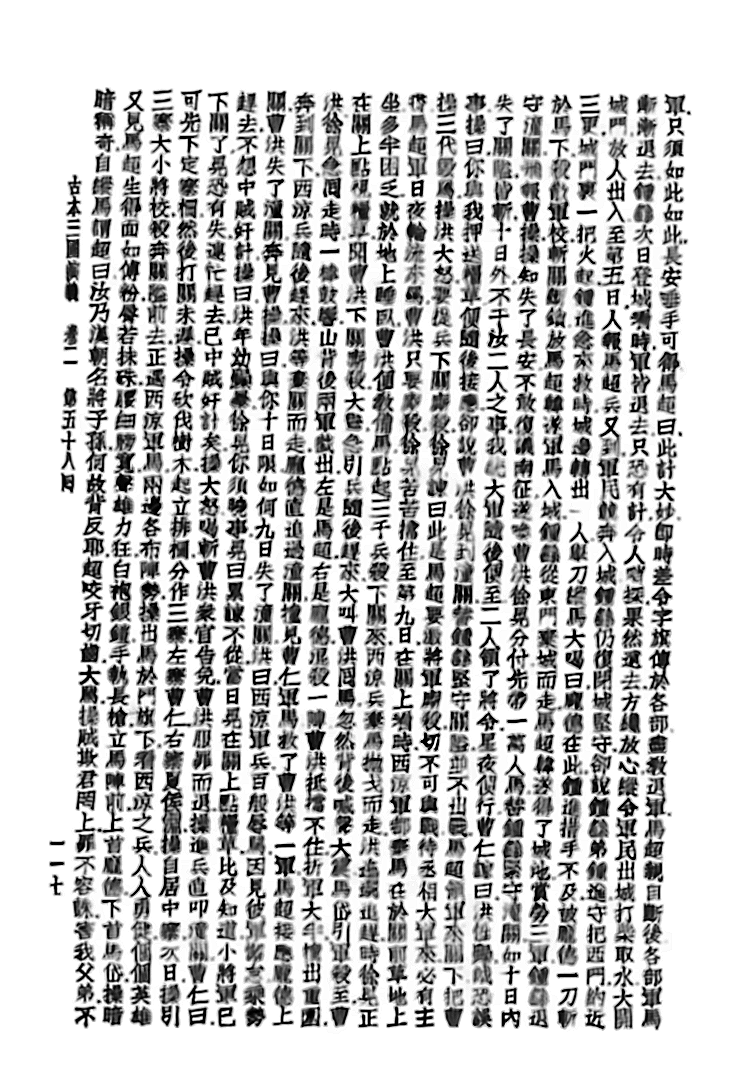 軍只須如此如此長安垂手可得馬超曰此計大妙卽時差令字旗傳於各部盡敎退軍馬超親自斷後各部軍馬
漸漸退去鍾繇次日登城看時軍皆退去只恐有計令人哨探果然遠去方纔放心縱令軍民出城打柴取水大開
城門放人出入至第五日人報馬超兵又到軍民競奔入城鍾繇仍復閉城堅守卻說鍾繇弟鍾進守把西門約近
三更城門裏一把火起鍾進急來救時城邊轉出一人舉刀縱馬大喝曰龐德在此鍾進措手不及被龐德一刀斬
於馬下殺散軍校斬關斷鎖放馬超韓遂軍馬入城鍾繇從東門棄城而走馬超韓遂得了城池賞勞三軍鍾繇退
守潼關飛報曹操操知失了長安不敢復議南征遂喚曹洪徐晃分付先帶一萬人馬替鍾繇緊守潼關如十日內
失了關隘皆斬十日外不干汝二人之事我統大軍隨後便至二人領了將令星夜便行曹仁諫曰洪性躁誠恐誤
事操曰你與我押送糧草便隨後接應卻說曹洪徐晃到潼關替鍾繇堅守關隘並不出戰馬超領軍來關下把曹
操三代毀罵操洪大怒要提兵下關廝殺徐晃諫曰此是馬超要激將軍廝殺切不可與戰待丞相大軍來必有主
馬超軍日夜輪流來罵曹洪只要廝殺徐晃苦苦擋住至第九日在關上看時西涼軍都棄馬在於關前草地上
坐多半困乏就於地上睡臥曹洪便敎備馬點起三千兵殺下關來西涼兵棄馬拋戈而走洪迤邐追趕時徐晃正
在關上點視糧草聞曹洪下關廝殺大驚急引兵隨後趕來大叫曹洪回馬忽然背後喊聲大震馬岱引軍殺至曹
洪徐晃急回走時一棒鼓響山背後兩軍截出左是馬超右是龐德混殺一陣曹洪抵擋不住折軍大半撞出重圍
奔到關下西涼兵隨後趕來洪等棄關而走龐德直追過潼關撞見曹仁軍馬救了曹洪等一軍馬超接應龐德上
關曹洪失了潼關奔見曹操操曰與你十日限如何九日失了潼關洪曰西涼軍兵百般辱罵因見彼軍懈怠乘勢
趕去不想中賊奸計操曰洪年幼躁暴徐晃你須曉事晃曰累諫不從當日晃在關上點糧草比及知道小將軍已
下關了晃恐有失連忙趕去已中賊奸計矣操大怒喝斬曹洪衆官告免曹洪服罪而退操進兵直叩潼關曹仁曰
可先下定寨柵然後打關未遲操令砍伐樹木起立排柵分作三寨左寨曹仁右寨夏侯淵操自居中寨次日操引
三寨大小將校殺奔關隘前去正遇西涼軍馬兩邊各布陣勢操出馬於門旗下看西涼之兵人人勇健個個英雄
又見馬超生得面如傅粉唇若抹硃腰細膀寬聲雄力狂白袍銀鎧手執長槍立馬陣前上首龐德下首馬岱操暗
暗稱奇自縱馬謂超曰汝乃漢朝名將子孫何故背反耶超咬牙切齒大罵操賊欺君罔上罪不容誅害我父弟不
古本三國演義 卷二 第五十八回
一一七